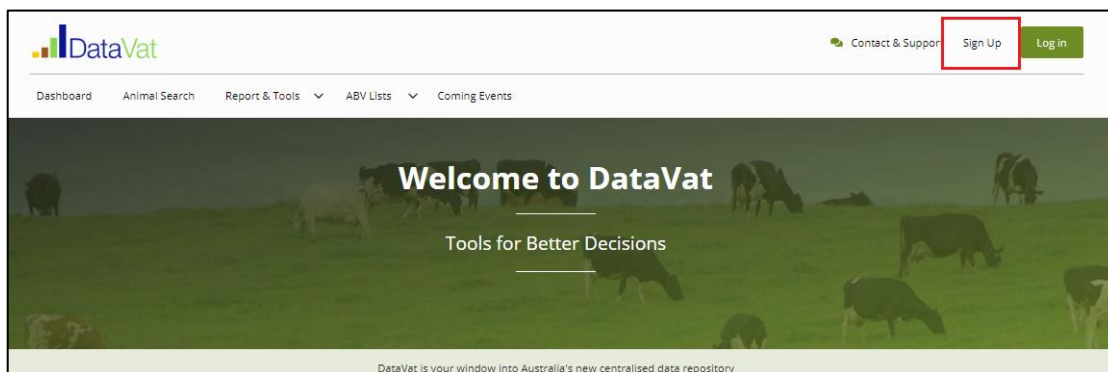 DataVat
Contact & Support Sign Up Log in
Dashboard Animal Search Report & Tools ABV Lists Coming Events
Welcome to DataVat
Tools for Better Decisions
DataVat is your window into Australia's new centralised data repository